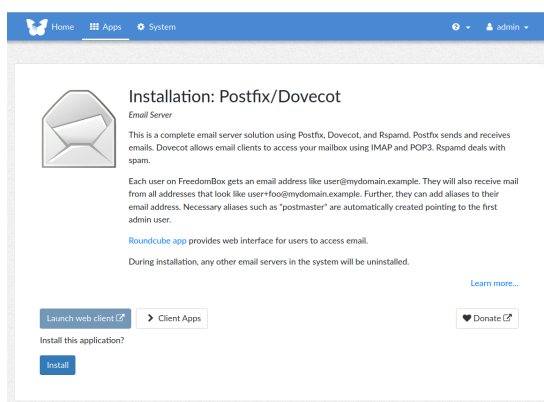 Home Apps System admin
Installation: Postfix/Dovecot
Email Server
This is a complete email server solution using Postfix, Dovecot, and Rspamd. Postfix sends and receives
emails. Dovecot allows email clients to access your mailbox using IMAP and POP3. Rspamd deals with
spam.
Each user on FreedomBox gets an email address like user@mydomain.example. They will also receive mail
from all addresses that look like user+foo@mydomain.example. Further, they can add aliases to their
email address. Necessary aliases such as "postmaster" are automatically created pointing to the first
admin user.
Roundcube app provides web interface for users to access email.
During installation, any other email servers in the system will be uninstalled.
Learn more...
Launch web client Client Apps Donate
Install this application?
Install